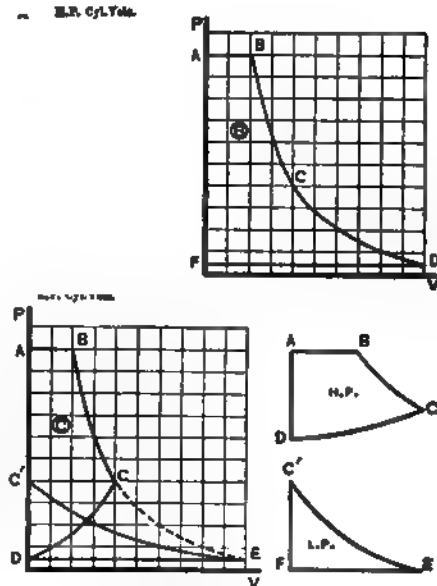 H.P. Cyl. Vols.
P
A B
C
F D
V
P
A B
C
C' C
D E
V
A B
H.P.
C
D
C'
L.P.
F E